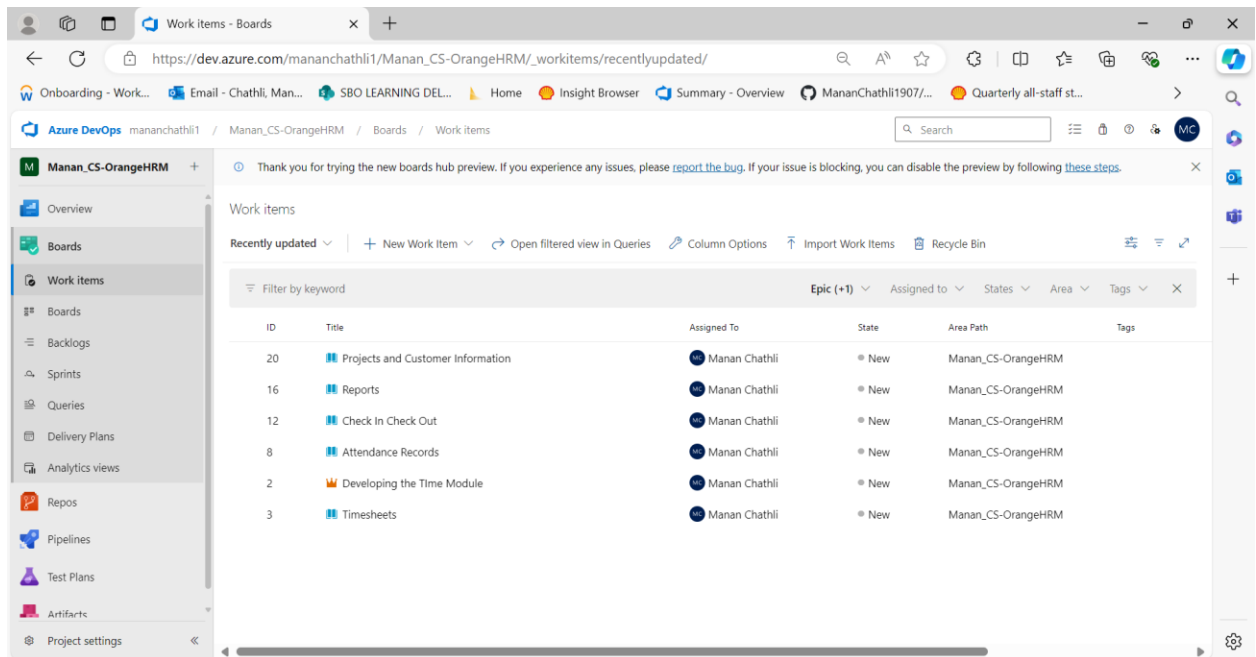 Work items - Boards
https://dev.azure.com/mananchathli1/Manan_CS-OrangeHRM/_workitems/recentlyupdated/
Onboarding - Work... Email - Chathli, Man... SBO LEARNING DEL... Home Insight Browser Summary - Overview MananChathli1907/... Quarterly all-staff st...
Azure DevOps mananchathli1 / Manan_CS-OrangeHRM / Boards / Work items Search MC
M Manan_CS-OrangeHRM
Thank you for trying the new boards hub preview. If you experience any issues, please report the bug. If your issue is blocking, you can disable the preview by following these steps.
Overview
Boards
Work items
Boards
Backlogs
Sprints
Queries
Delivery Plans
Analytics views
Repos
Pipelines
Test Plans
Artifacts
Project settings
Work items
Recently updated New Work Item Open filtered view in Queries Column Options Import Work Items Recycle Bin
Filter by keyword Epic (+1) Assigned to States Area Tags
ID Title Assigned To State Area Path Tags
20 Projects and Customer Information MC Manan Chathli New Manan_CS-OrangeHRM
16 Reports MC Manan Chathli New Manan_CS-OrangeHRM
12 Check In Check Out MC Manan Chathli New Manan_CS-OrangeHRM
8 Attendance Records MC Manan Chathli New Manan_CS-OrangeHRM
2 Developing the TIme Module MC Manan Chathli New Manan_CS-OrangeHRM
3 Timesheets MC Manan Chathli New Manan_CS-OrangeHRM